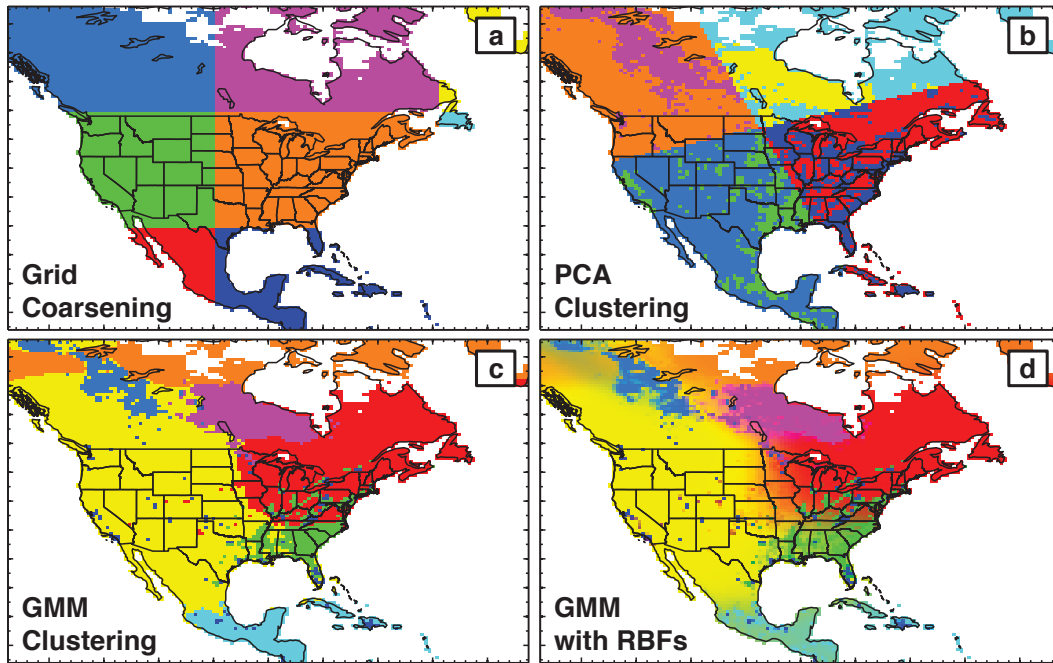 a
Grid
Coarsening
b
PCA
Clustering
c
GMM
Clustering
d
GMM
with RBFs